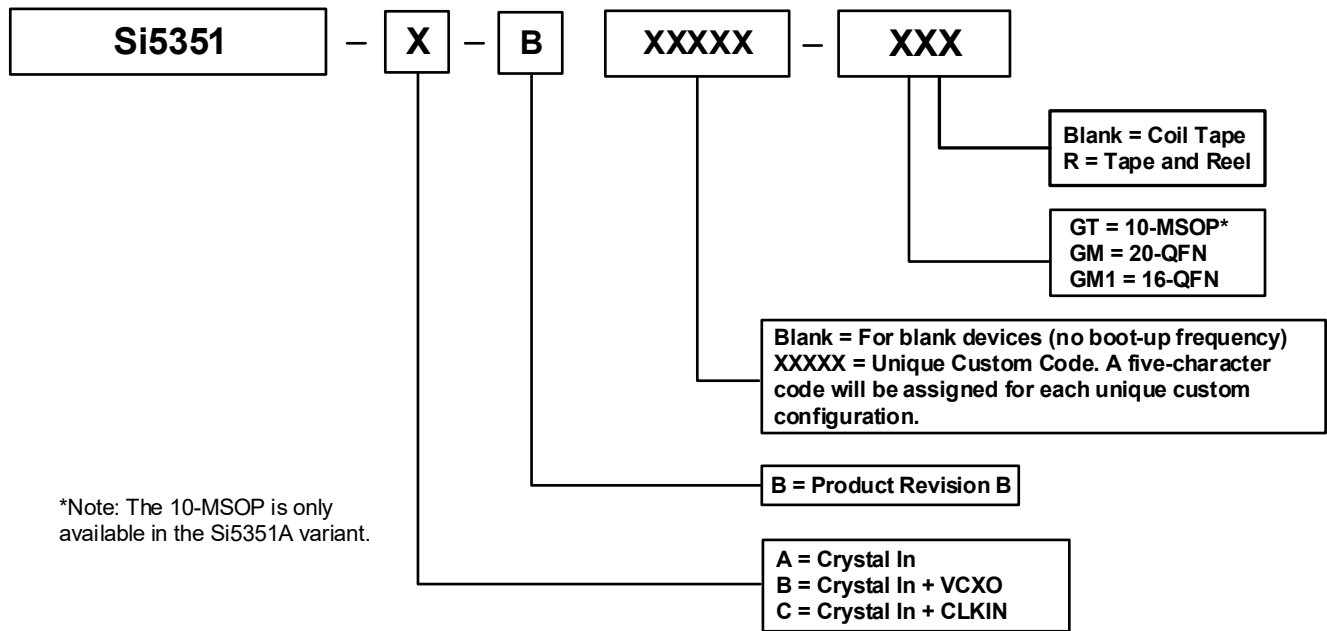 Si5351 – X – B XXXXX – XXX
Blank = Coil Tape
R = Tape and Reel
GT = 10-MSOP*
GM = 20-QFN
GM1 = 16-QFN
Blank = For blank devices (no boot-up frequency)
XXXXX = Unique Custom Code. A five-character
code will be assigned for each unique custom
configuration.
B = Product Revision B
*Note: The 10-MSOP is only
available in the Si5351A variant.
A = Crystal In
B = Crystal In + VCXO
C = Crystal In + CLKIN